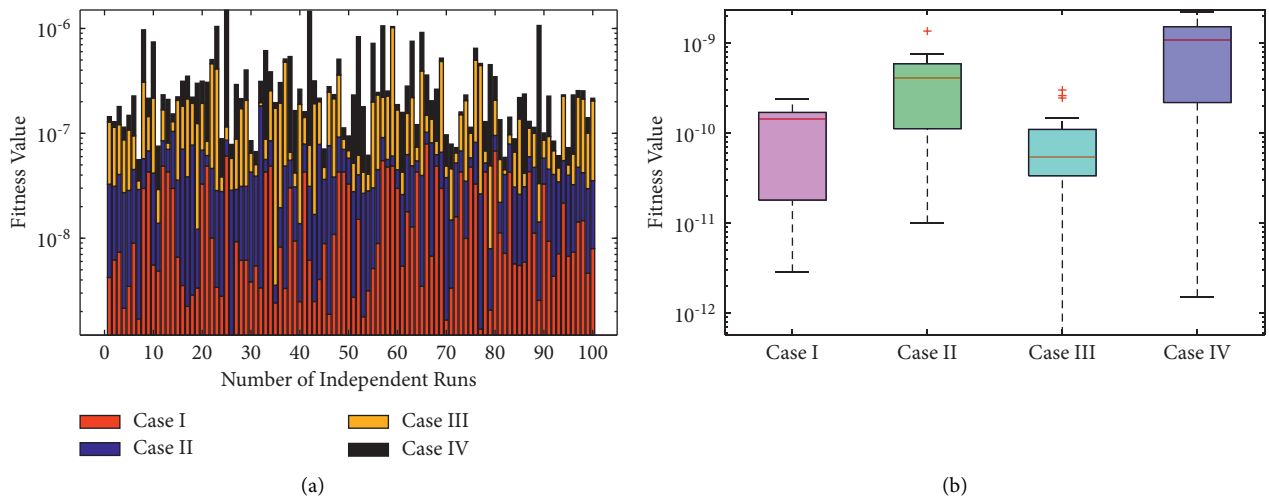 10^-6
10^-7
10^-8
Fitness Value
0 10 20 30 40 50 60 70 80 90 100
Number of Independent Runs
Case I
Case II
Case III
Case IV
(a)
10^-9
10^-10
10^-11
10^-12
Fitness Value
Case I Case II Case III Case IV
(b)